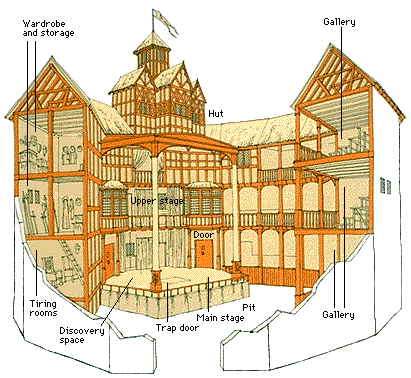 Wardrobe
and storage
Gallery
Hut
Upper stage
Door
Tiring
rooms
Discovery
space
Trap door
Main stage
Pit
Gallery